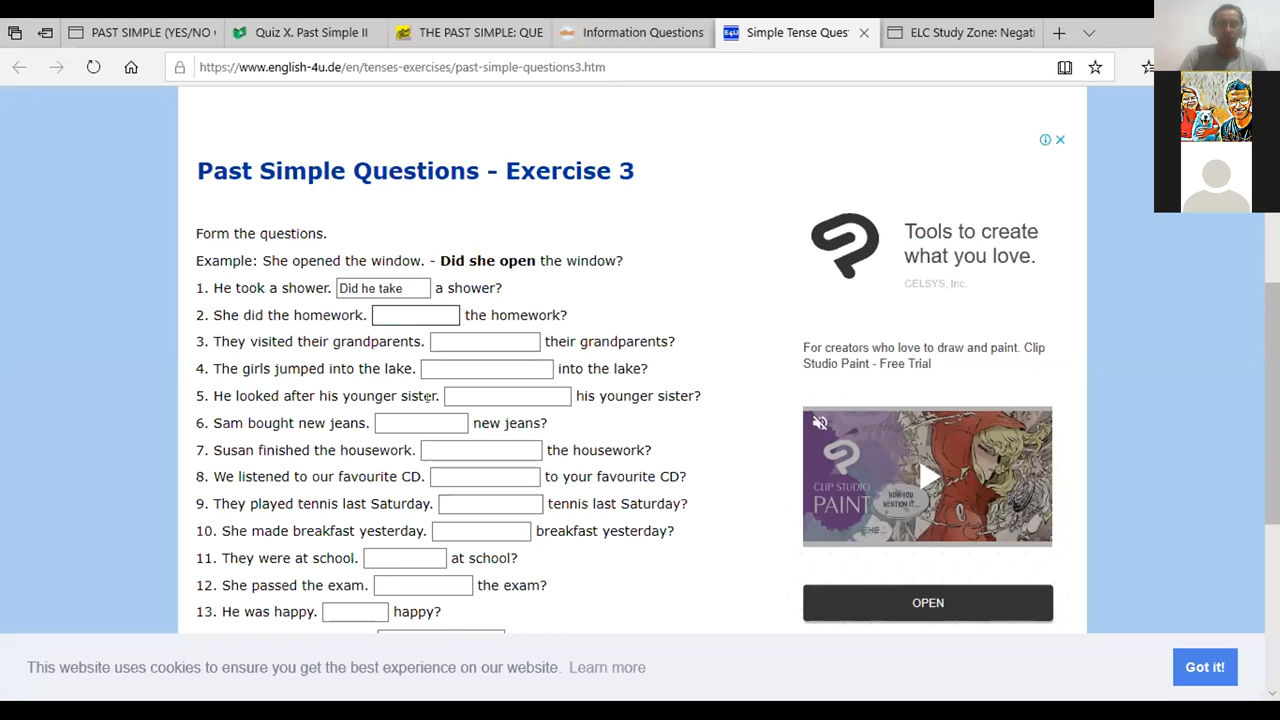 PAST SIMPLE (YES/NO
Quiz X. Past Simple II
THE PAST SIMPLE: QUE
Information Questions
E4U
Simple Tense Quest
ELC Study Zone: Negati
https://www.english-4u.de/en/tenses-exercises/past-simple-questions3.htm
Past Simple Questions - Exercise 3
Form the questions.
Example: She opened the window. - Did she open the window?
1. He took a shower. Did he take a shower?
2. She did the homework. the homework?
3. They visited their grandparents. their grandparents?
4. The girls jumped into the lake. into the lake?
5. He looked after his younger sister. his younger sister?
6. Sam bought new jeans. new jeans?
7. Susan finished the housework. the housework?
8. We listened to our favourite CD. to your favourite CD?
9. They played tennis last Saturday. tennis last Saturday?
10. She made breakfast yesterday. breakfast yesterday?
11. They were at school. at school?
12. She passed the exam. the exam?
13. He was happy. happy?
Tools to create
what you love.
CELSYS, Inc.
For creators who love to draw and paint. Clip
Studio Paint - Free Trial
CLIP STUDIO
PAINT
NOW YOU
MENTION IT...
OPEN
This website uses cookies to ensure you get the best experience on our website. Learn more
Got it!